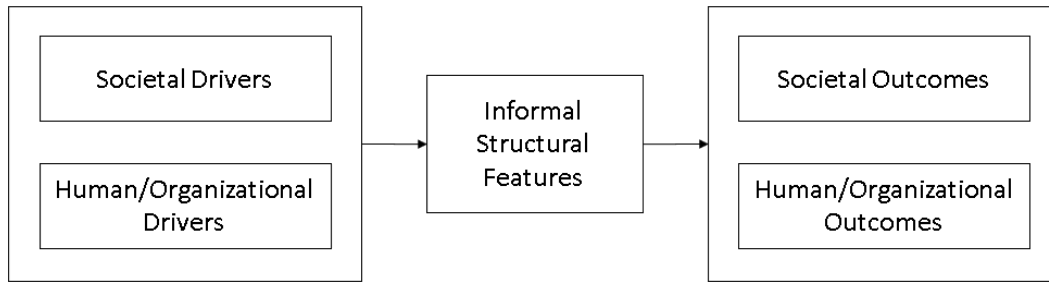 Societal Drivers
Human/Organizational
Drivers
Informal
Structural
Features
Societal Outcomes
Human/Organizational
Outcomes